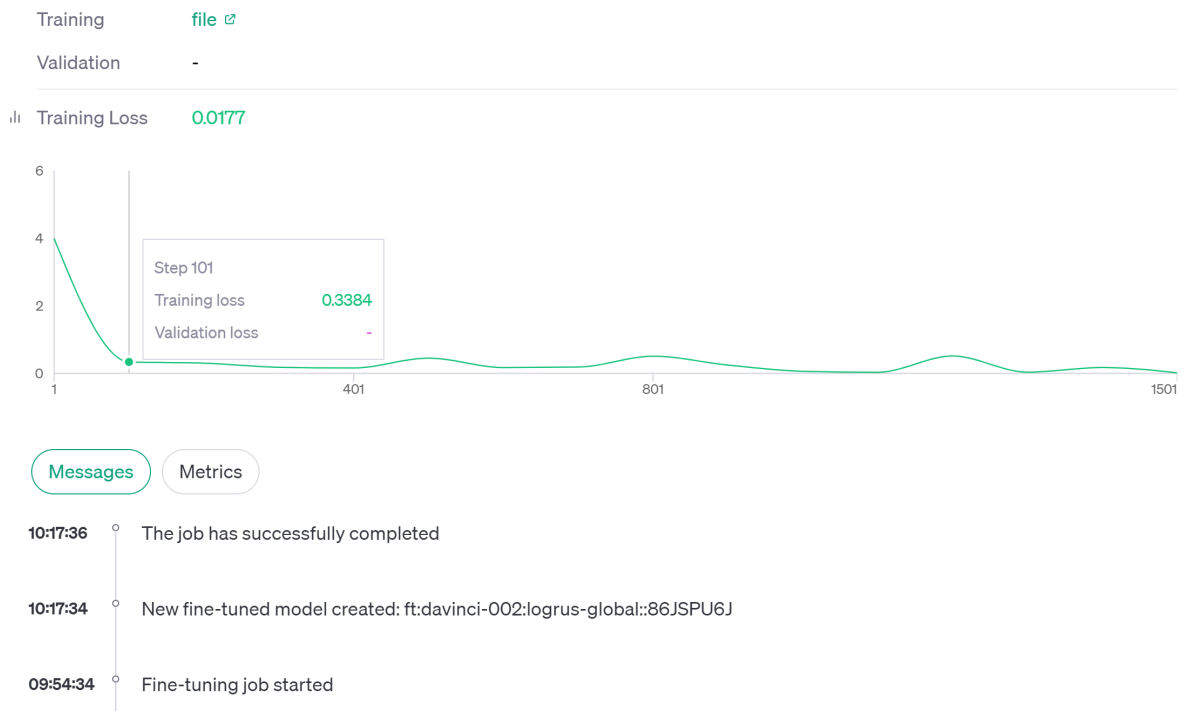 Training file
Validation -
Training Loss 0.0177
6
4
2
0
Step 101
Training loss 0.3384
Validation loss -
1 401 801 1501
Messages Metrics
10:17:36 The job has successfully completed
10:17:34 New fine-tuned model created: ft:davinci-002:logrus-global::86JSPU6J
09:54:34 Fine-tuning job started